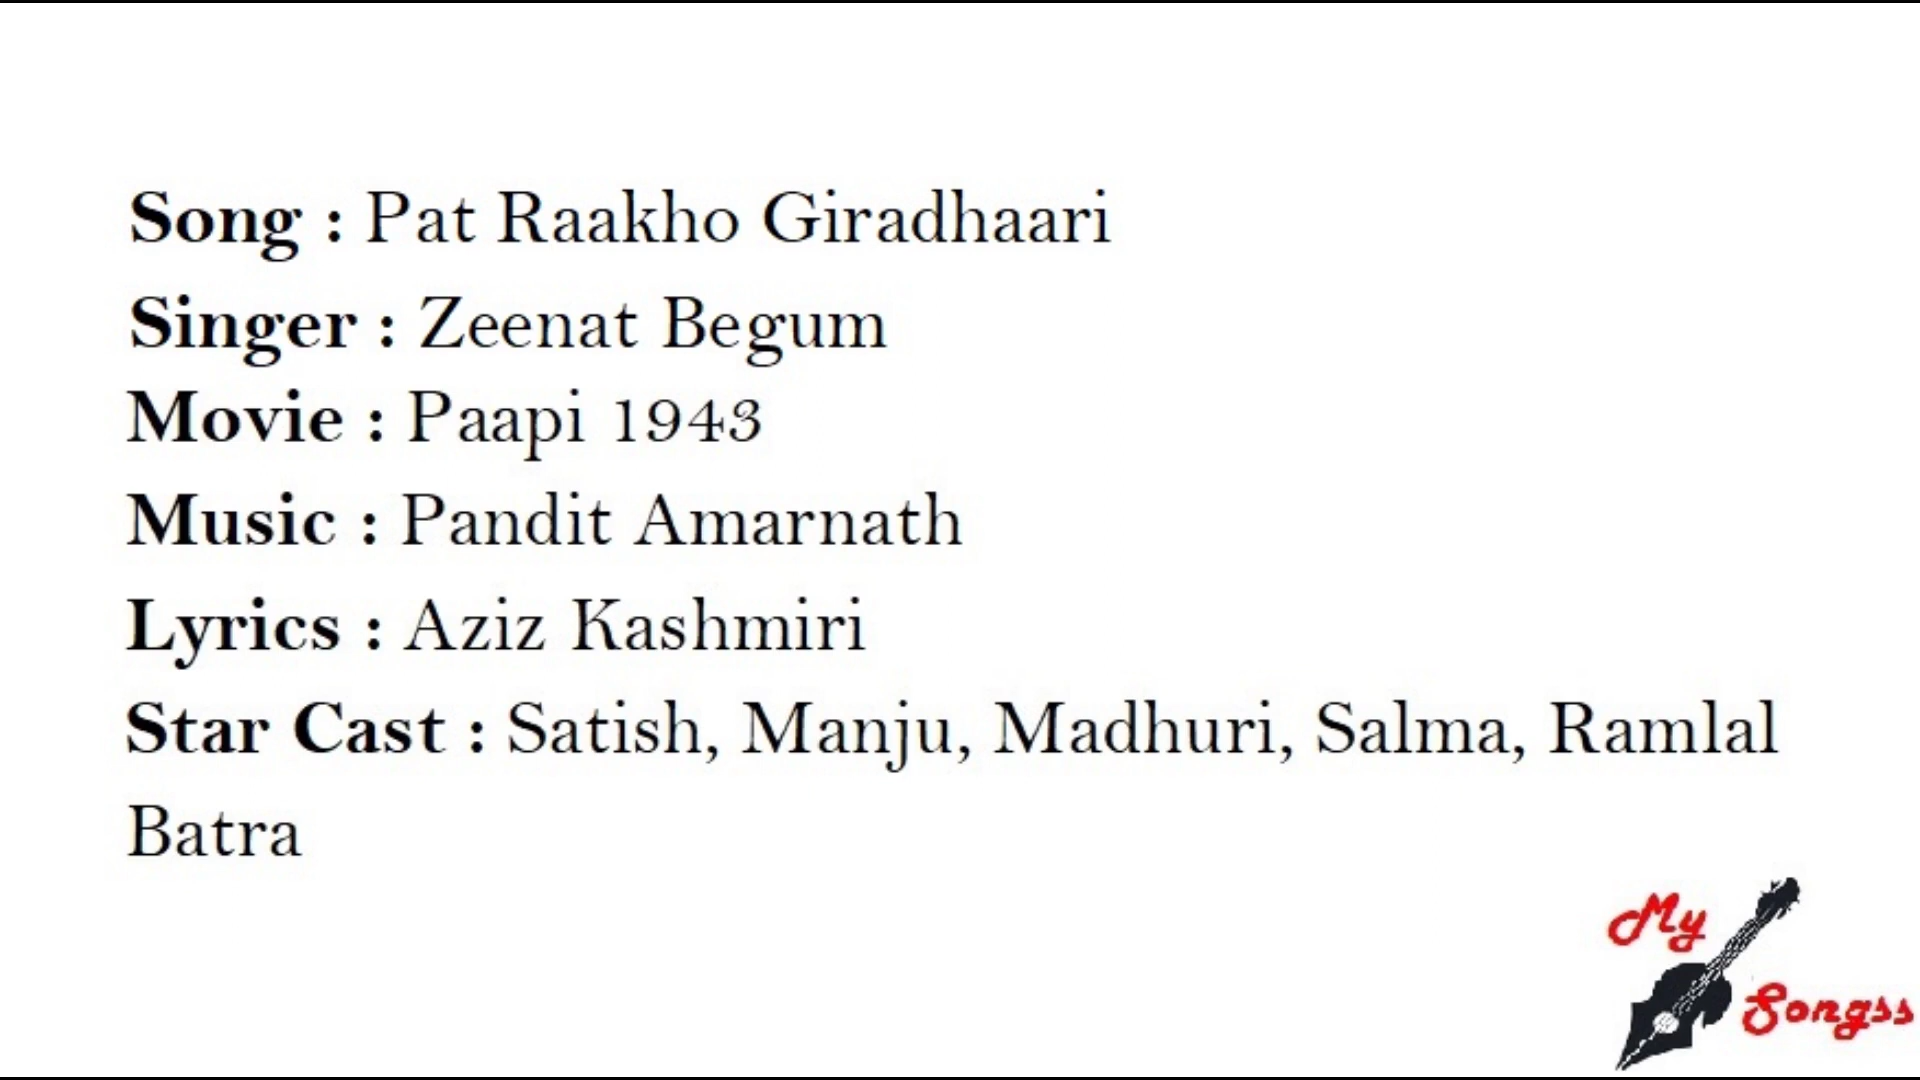 Song : Pat Raakho Giradhaari
Singer : Zeenat Begum
Movie : Paapi 1943
Music : Pandit Amarnath
Lyrics : Aziz Kashmiri
Star Cast : Satish, Manju, Madhuri, Salma, Ramlal
Batra
My
Songss